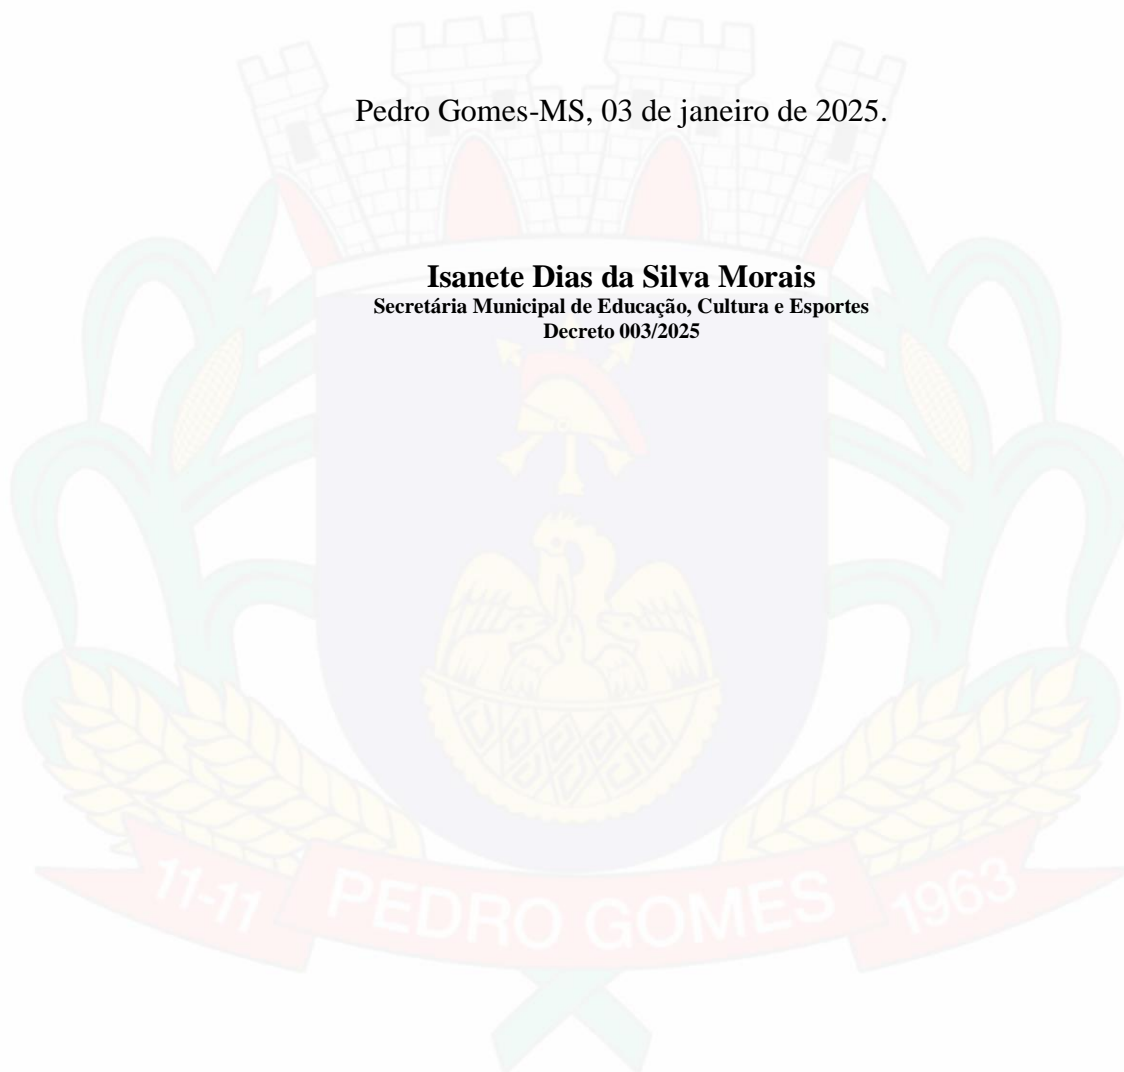 Pedro Gomes-MS, 03 de janeiro de 2025.
Isanete Dias da Silva Morais
Secretária Municipal de Educação, Cultura e Esportes
Decreto 003/2025
11-11 PEDRO GOMES 1963